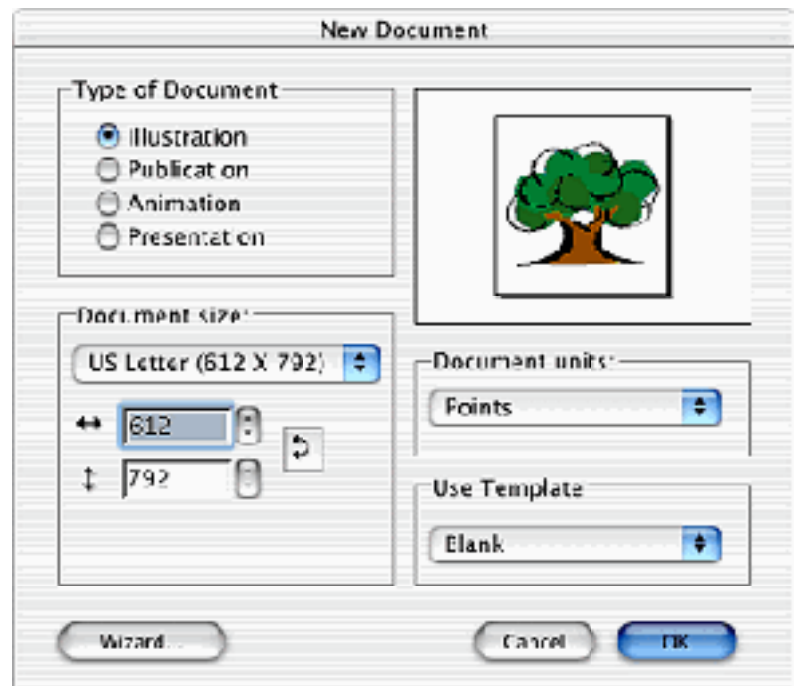 New Document
Type of Document
Illustration
Publication
Animation
Presentation
Document size:
US Letter (612 X 792)
612
792
Document units:
Points
Use Template
Blank
Wizard...
Cancel
OK